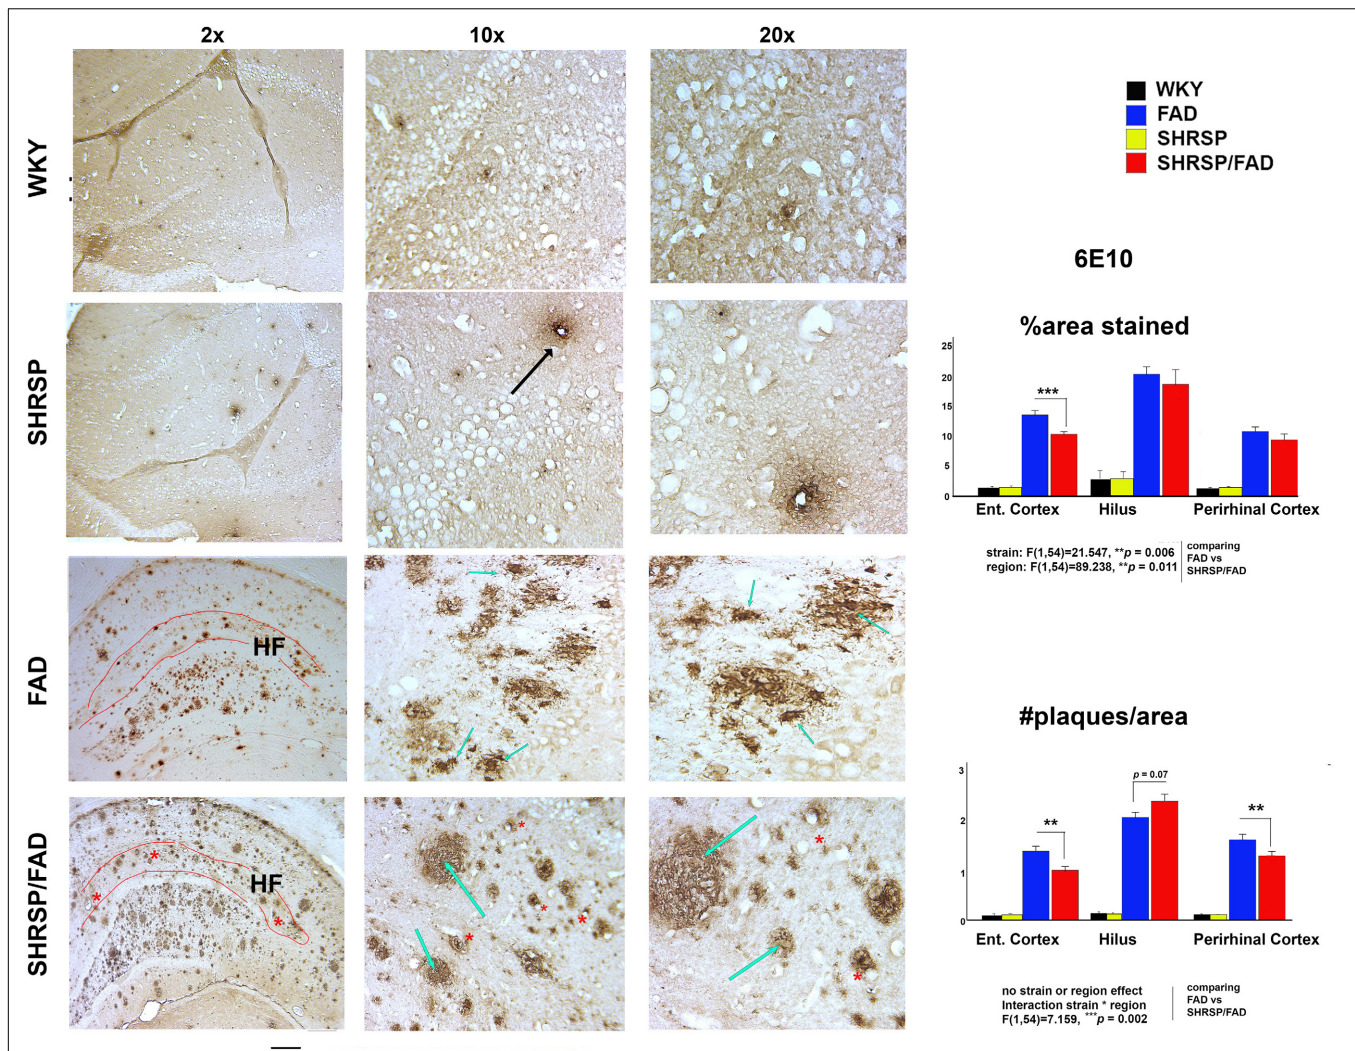 2x 10x 20x
WKY
SHRSP
FAD
SHRSP/FAD
HF
HF
*
*
*
*
*
*
*
*
*
WKY
FAD
SHRSP
SHRSP/FAD
6E10
%area stained
25
20
15
10
5
0
***
Ent. Cortex Hilus Perirhinal Cortex
strain: F(1,54)=21.547, **p = 0.006
region: F(1,54)=89.238, **p = 0.011
comparing
FAD vs
SHRSP/FAD
#plaques/area
3
2
1
0
**
p = 0.07
**
Ent. Cortex Hilus Perirhinal Cortex
no strain or region effect
Interaction strain * region
F(1,54)=7.159, ***p = 0.002
comparing
FAD vs
SHRSP/FAD